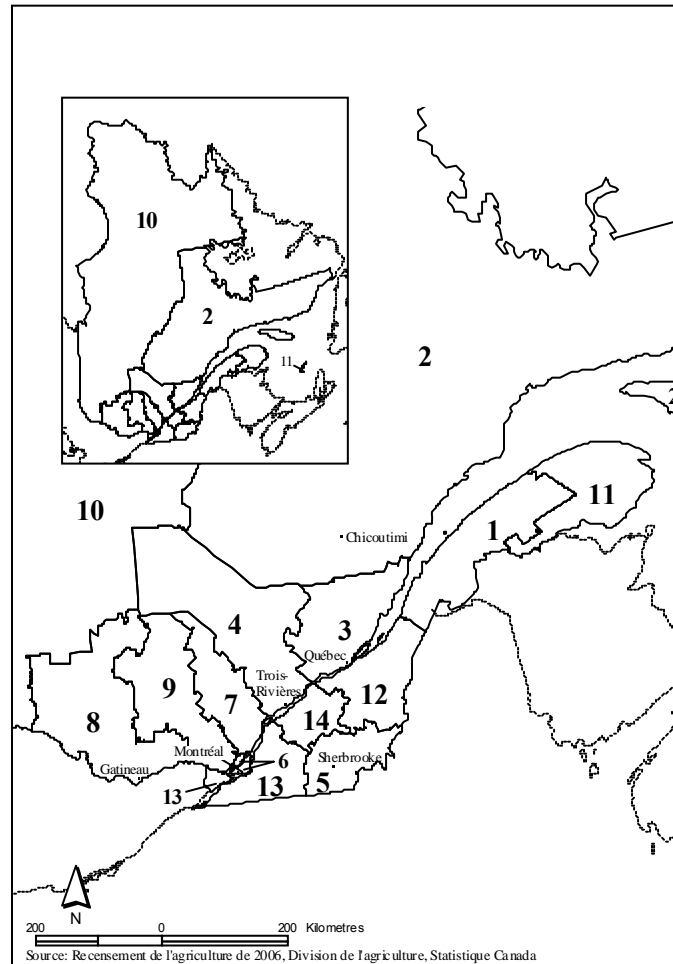 10
2
11
2
2
10
11
1
Chicoutimi
4
3
Québec
Trois-
Rivières
9
7
12
8
14
Montréal
Sherbrooke
6
Gatineau
13
13
5
N
200 0 200 Kilometres
Source: Recensement de l'agriculture de 2006, Division de l'agriculture, Statistique Canada